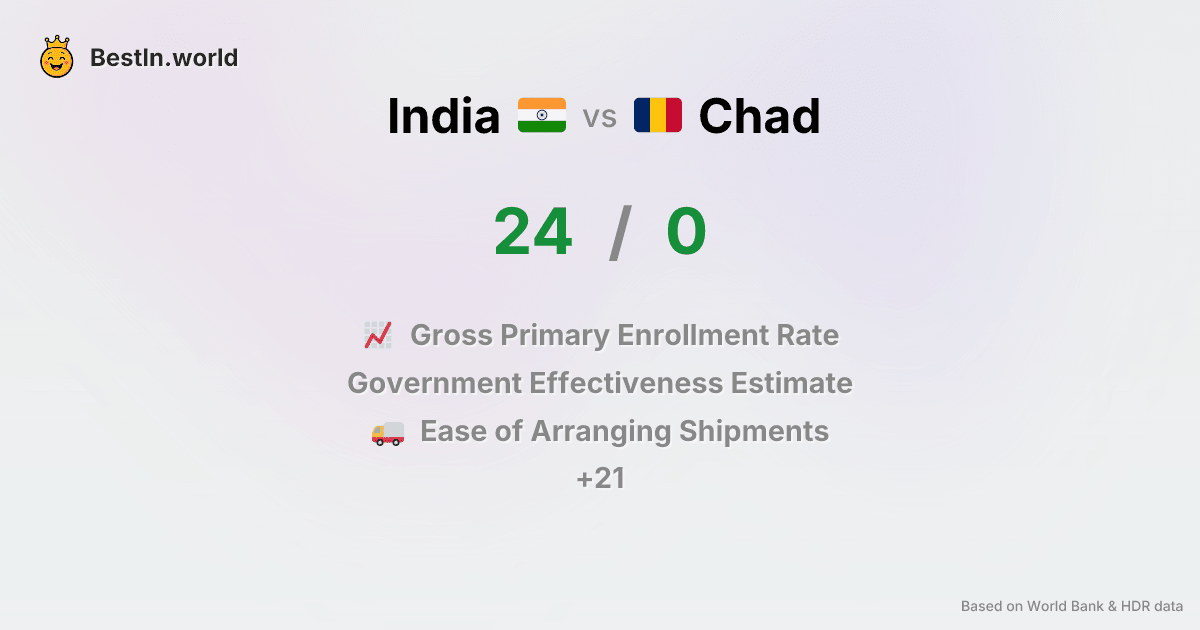 BestIn.world
India vs Chad
24 / 0
Gross Primary Enrollment Rate
Government Effectiveness Estimate
Ease of Arranging Shipments
+21
Based on World Bank & HDR data